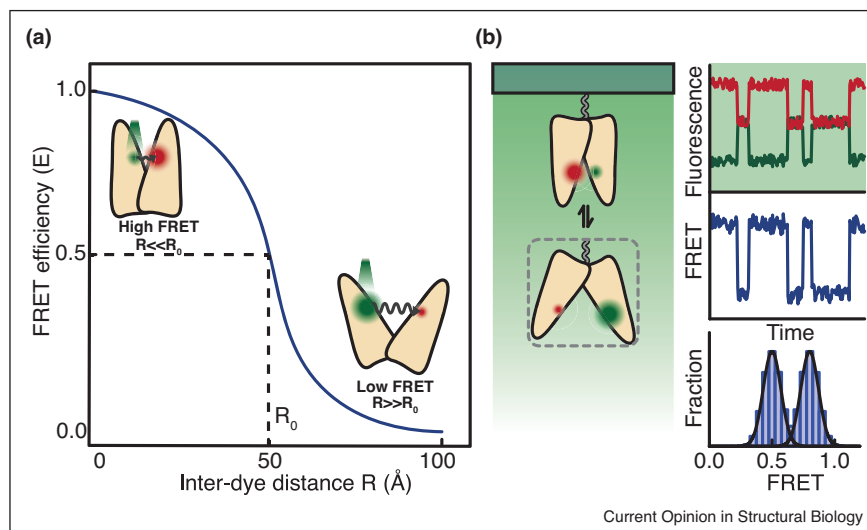 (a)
1.0
0.5
0.0
FRET efficiency (E)
High FRET
R<<R0
Low FRET
R>>R0
R0
0
50
100
Inter-dye distance R (Å)
(b)
Fluorescence
FRET
Time
Fraction
0.0
0.5
1.0
FRET
Current Opinion in Structural Biology